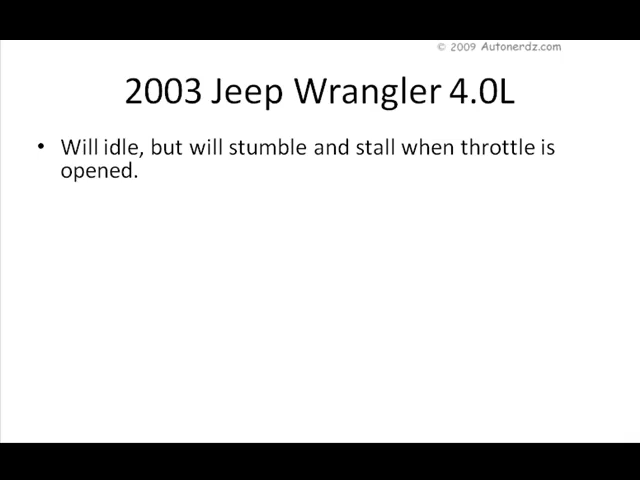 © 2009 Autonerdz.com
2003 Jeep Wrangler 4.0L
• Will idle, but will stumble and stall when throttle is
opened.